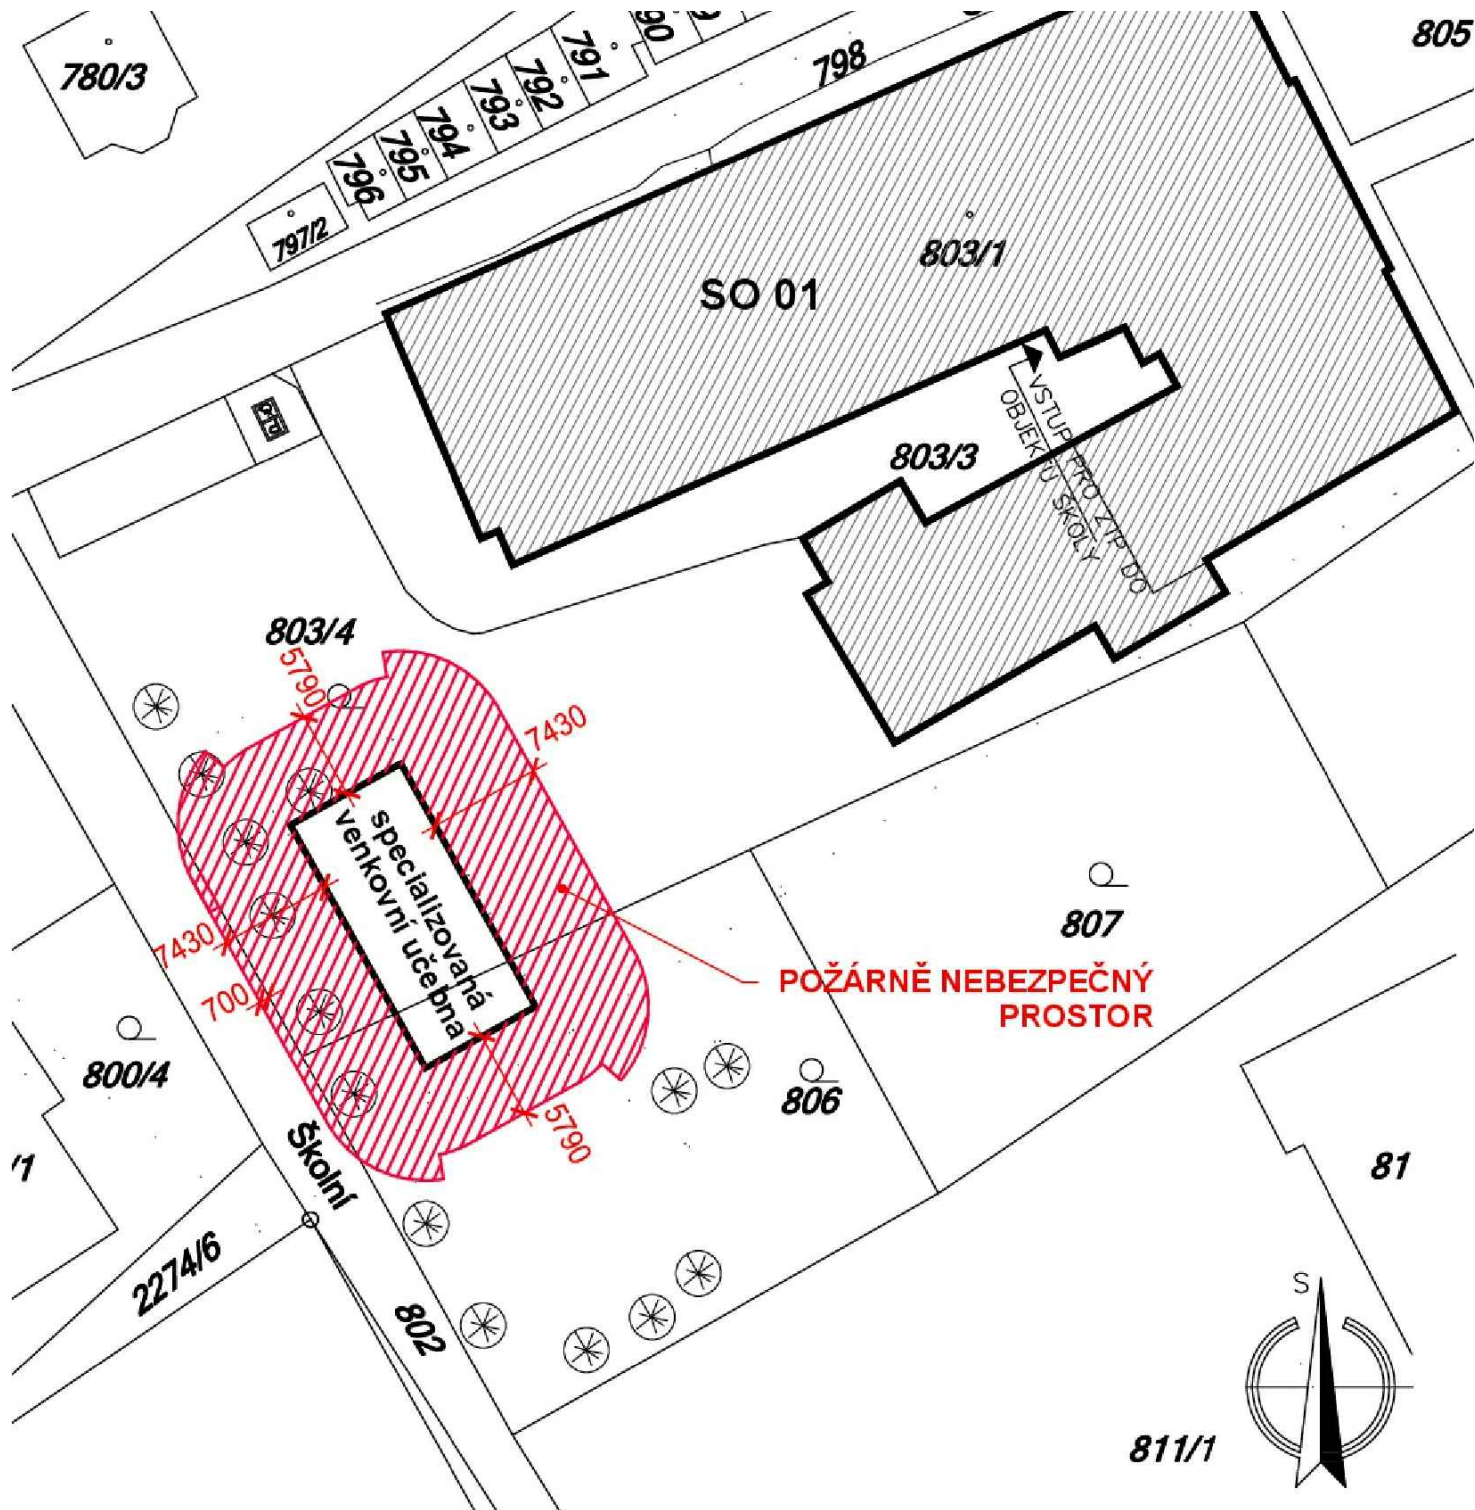 805
780/3
791
792
793
794
795
796
797/2
798
803/1
SO 01
VSTUP PRO ZTP DO
OBJEKTU ŠKOLY
803/3
803/4
5790
7430
specializovaná
venkovní učebna
7430
700
POŽÁRNĚ NEBEZPEČNÝ
PROSTOR
807
806
800/4
5790
Školní
/1
81
2274/6
802
S
811/1